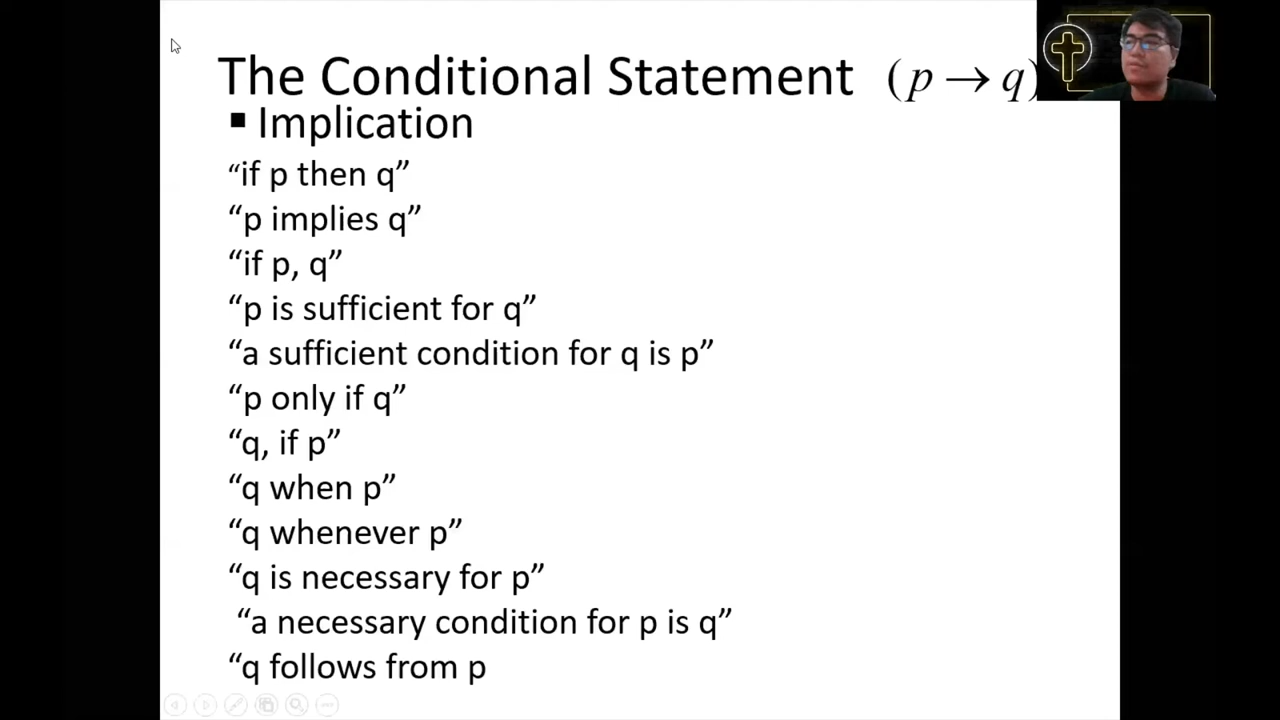 The Conditional Statement (p → q)
▪ Implication
“if p then q”
“p implies q”
“if p, q”
“p is sufficient for q”
“a sufficient condition for q is p”
“p only if q”
“q, if p”
“q when p”
“q whenever p”
“q is necessary for p”
“a necessary condition for p is q”
“q follows from p